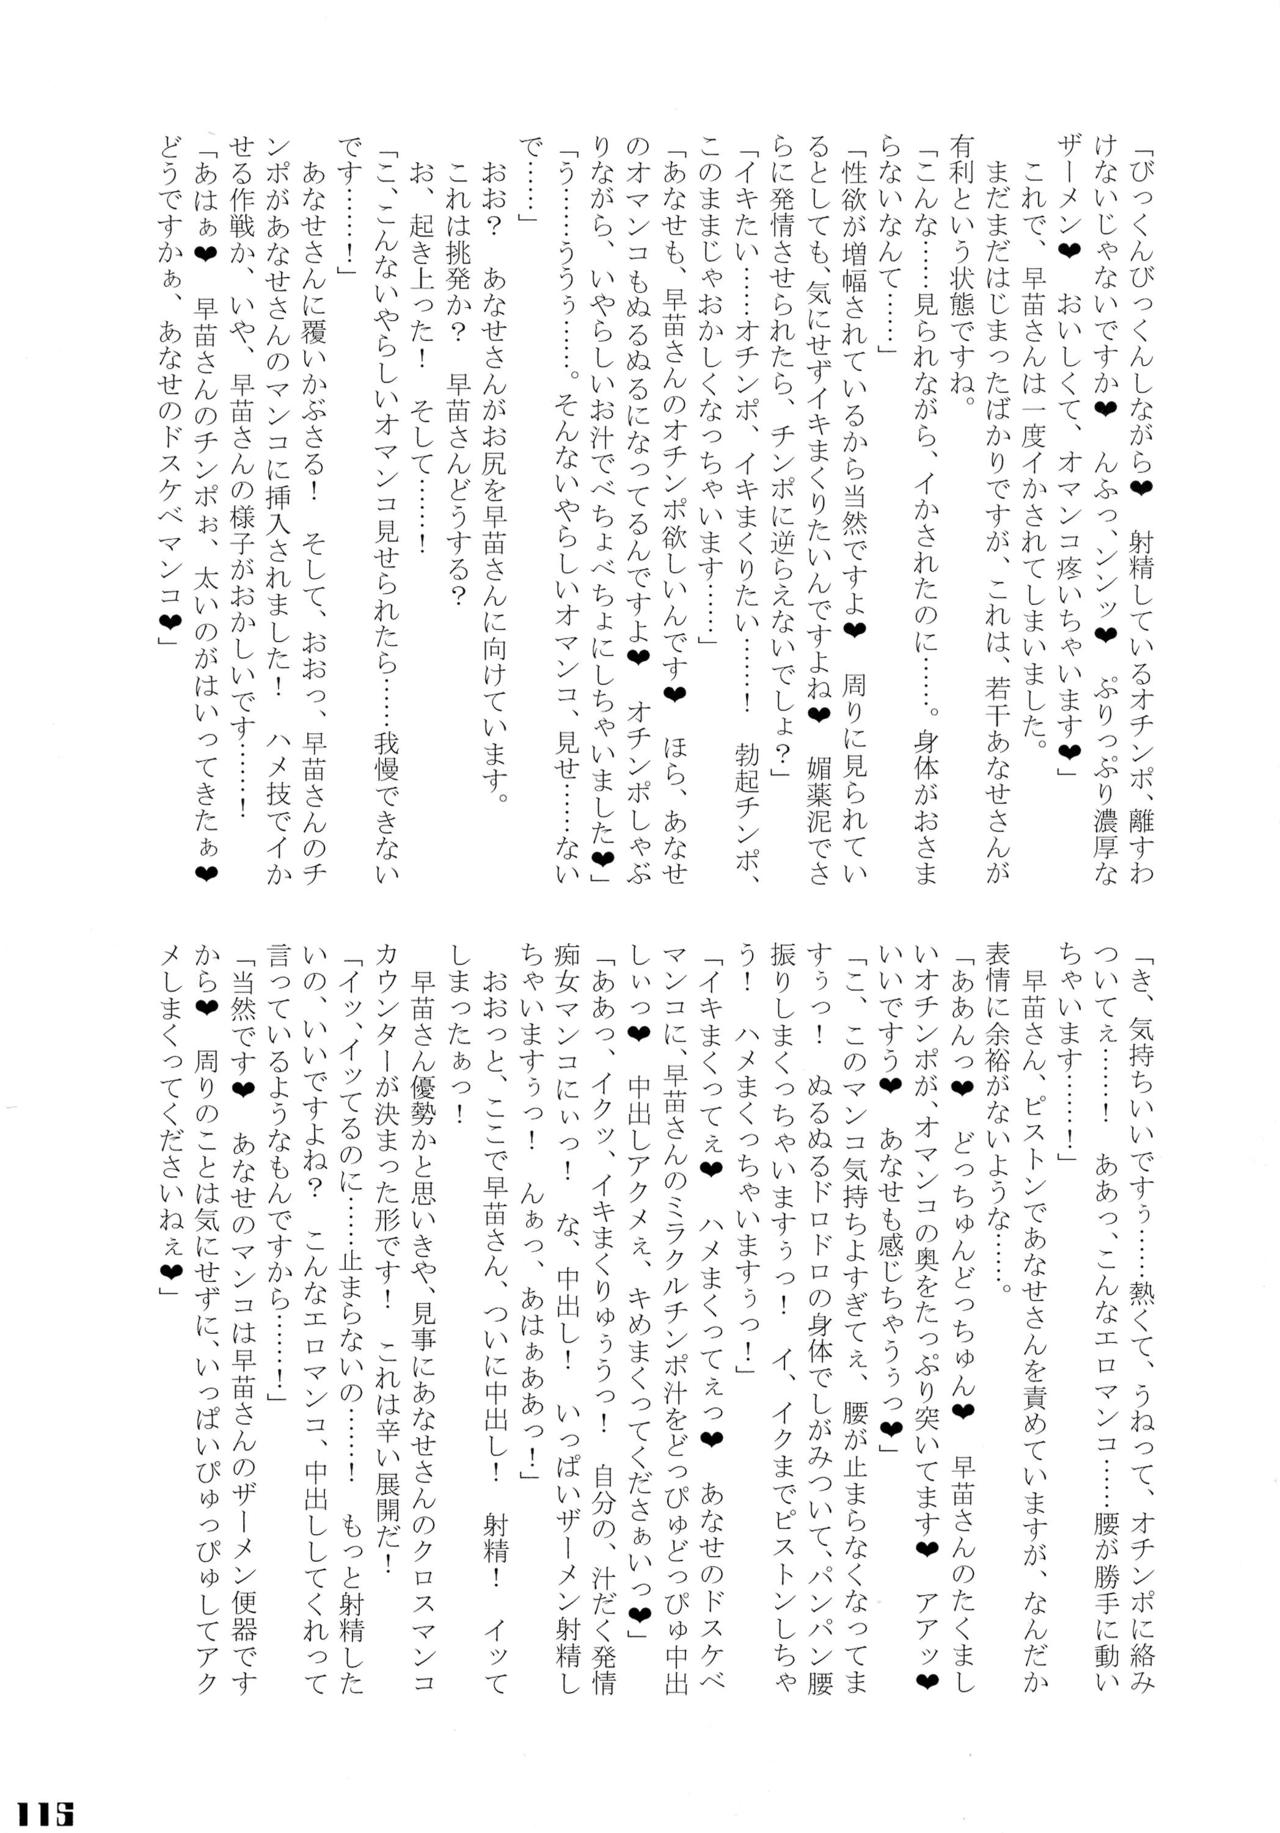 「びっくんびっくんしながら❤　射精しているオチンポ、離すわ
けないじゃないですか❤　んふっ、ンンッ❤　ぷりっぷり濃厚な
ザーメン❤　おいしくて、オマンコ疼いちゃいます❤」
　これで、早苗さんは一度イかされてしまいました。
　まだまだはじまったばかりですが、これは、若干あなせさんが
有利という状態ですね。
「こんな……見られながら、イかされたのに……。身体がおさま
らないなんて……」
「性欲が増幅されているから当然ですよ❤　周りに見られてい
るとしても、気にせずイキまくりたいんですよね❤　媚薬泥でさ
らに発情させられたら、チンポに逆らえないでしょ？」
「イキたい……オチンポ、イキまくりたい……！　勃起チンポ、
このままじゃおかしくなっちゃいます……」
「あなせも、早苗さんのオチンポ欲しいんです❤　ほら、あなせ
のオマンコもぬるぬるになってるんですよ❤　オチンポしゃぶ
りながら、いやらしいお汁でべちょべちょにしちゃいました❤」
「う……ううぅ……。そんないやらしいオマンコ、見せ……ない
で……」
　おお？　あなせさんがお尻を早苗さんに向けています。
　これは挑発か？　早苗さんどうする？
　お、起き上った！　そして……！
「こ、こんないやらしいオマンコ見せられたら……我慢できない
です……！」
　あなせさんに覆いかぶさる！　そして、おおっ、早苗さんのチ
ンポがあなせさんのマンコに挿入されました！　ハメ技でイか
せる作戦か、いや、早苗さんの様子がおかしいです……！
「あはぁ❤　早苗さんのチンポぉ、太いのがはいってきたぁ❤
どうですかぁ、あなせのドスケベマンコ❤」
「き、気持ちいいですぅ……熱くて、うねって、オチンポに絡み
ついてぇ……！　ああっ、こんなエロマンコ……腰が勝手に動い
ちゃいます……！」
　早苗さん、ピストンであなせさんを責めていますが、なんだか
表情に余裕がないような……。
「ああんっ❤　どっちゅんどっちゅん❤　早苗さんのたくまし
いオチンポが、オマンコの奥をたっぷり突いてます❤　アアッ❤
いいですう❤　あなせも感じちゃううっ❤」
「こ、このマンコ気持ちよすぎてぇ、腰が止まらなくなってま
すぅっ！　ぬるぬるドロドロの身体でしがみついて、パンパン腰
振りしまくっちゃいますぅっ！　イ、イクまでピストンしちゃ
う！　ハメまくっちゃいますぅっ！」
「イキまくってぇ❤　ハメまくってぇっ❤　あなせのドスケベ
マンコに、早苗さんのミラクルチンポ汁をどっぴゅどっぴゅ中出
しぃっ❤　中出しアクメぇ、キめまくってくださぁいっ❤」
「ああっ、イクッ、イキまくりゅぅうっ！　自分の、汁だく発情
痴女マンコにぃっ！　な、中出し！　いっぱいザーメン射精し
ちゃいますぅっ！　んぁっ、あはぁああっ！」
　おおっと、ここで早苗さん、ついに中出し！　射精！　イッて
しまったぁっ！
　早苗さん優勢かと思いきや、見事にあなせさんのクロスマンコ
カウンターが決まった形です！　これは辛い展開だ！
「イッ、イッてるのに……止まらないの……！　もっと射精した
いの、いいですよね？　こんなエロマンコ、中出ししてくれって
言っているようなもんですから……！」
「当然です❤　あなせのマンコは早苗さんのザーメン便器です
から❤　周りのことは気にせずに、いっぱいぴゅっぴゅしてアク
メしまくってくださいねぇ❤」
115